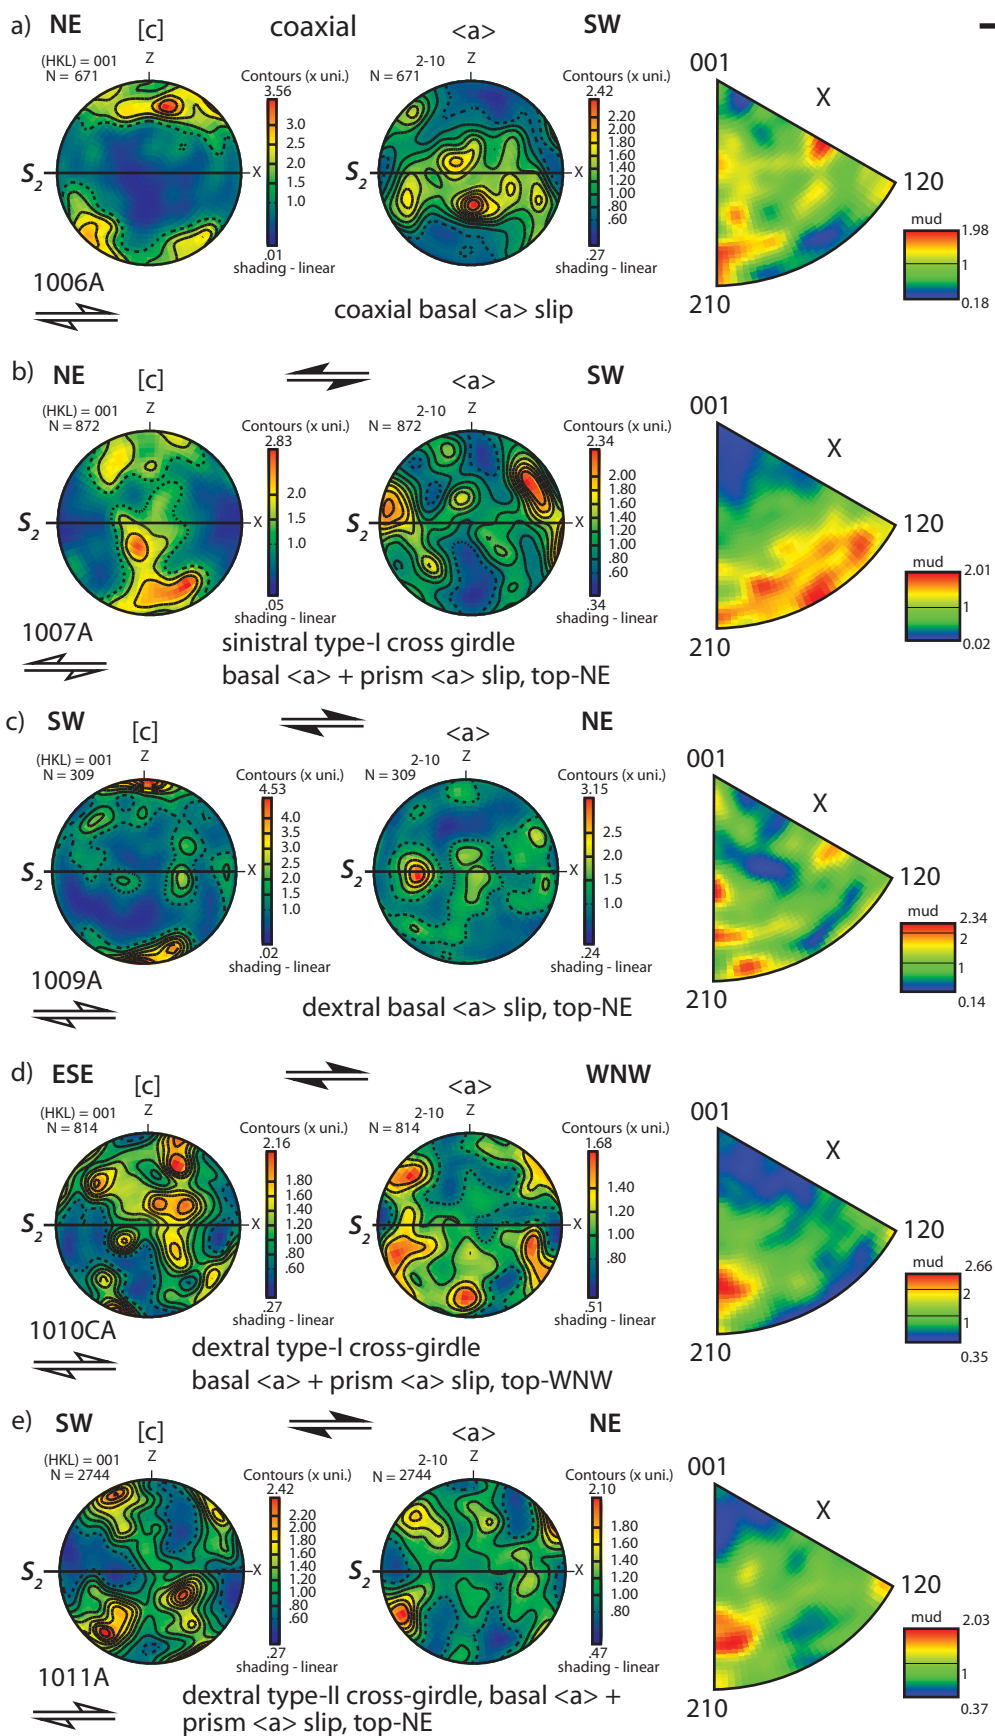 a) NE [c] coaxial <a> SW
(HKL) = 001 Z 2-10 Z
N = 671 N = 671
Contours (x uni.) Contours (x uni.)
3.56 2.42
3.0 2.20
2.5 2.00
2.0 1.80
1.5 1.60
1.0 1.40
1.20
1.00
.80
.60
S2 X S2 X
.01 .27
shading - linear shading - linear
001
X
120
210
mud
1.98
1
0.18
1006A
coaxial basal <a> slip
b) NE [c] <a> SW
(HKL) = 001 Z 2-10 Z
N = 872 N = 872
Contours (x uni.) Contours (x uni.)
2.83 2.34
2.0 2.00
1.5 1.80
1.0 1.60
1.40
1.20
1.00
.80
.60
S2 X S2 X
.05 .34
shading - linear shading - linear
001
X
120
210
mud
2.01
1
0.02
1007A
sinistral type-I cross girdle
basal <a> + prism <a> slip, top-NE
c) SW [c] <a> NE
(HKL) = 001 Z 2-10 Z
N = 309 N = 309
Contours (x uni.) Contours (x uni.)
4.53 3.15
4.0 2.5
3.5 2.0
3.0 1.5
2.5 1.0
2.0
1.5
1.0
S2 X S2 X
.02 .24
shading - linear shading - linear
001
X
120
210
mud
2.34
2
1
0.14
1009A
dextral basal <a> slip, top-NE
d) ESE [c] <a> WNW
(HKL) = 001 Z 2-10 Z
N = 814 N = 814
Contours (x uni.) Contours (x uni.)
2.16 1.68
1.80 1.40
1.60 1.20
1.40 1.00
1.20 .80
1.00
.80
.60
S2 X S2 X
.27 .51
shading - linear shading - linear
001
X
120
210
mud
2.66
2
1
0.35
1010CA
dextral type-I cross-girdle
basal <a> + prism <a> slip, top-WNW
e) SW [c] <a> NE
(HKL) = 001 Z 2-10 Z
N = 2744 N = 2744
Contours (x uni.) Contours (x uni.)
2.42 2.10
2.20 1.80
2.00 1.60
1.80 1.40
1.60 1.20
1.40 1.00
1.20 .80
1.00
.80
.60
S2 X S2 X
.27 .47
shading - linear shading - linear
001
X
120
210
mud
2.03
1
0.37
1011A
dextral type-II cross-girdle, basal <a> +
prism <a> slip, top-NE